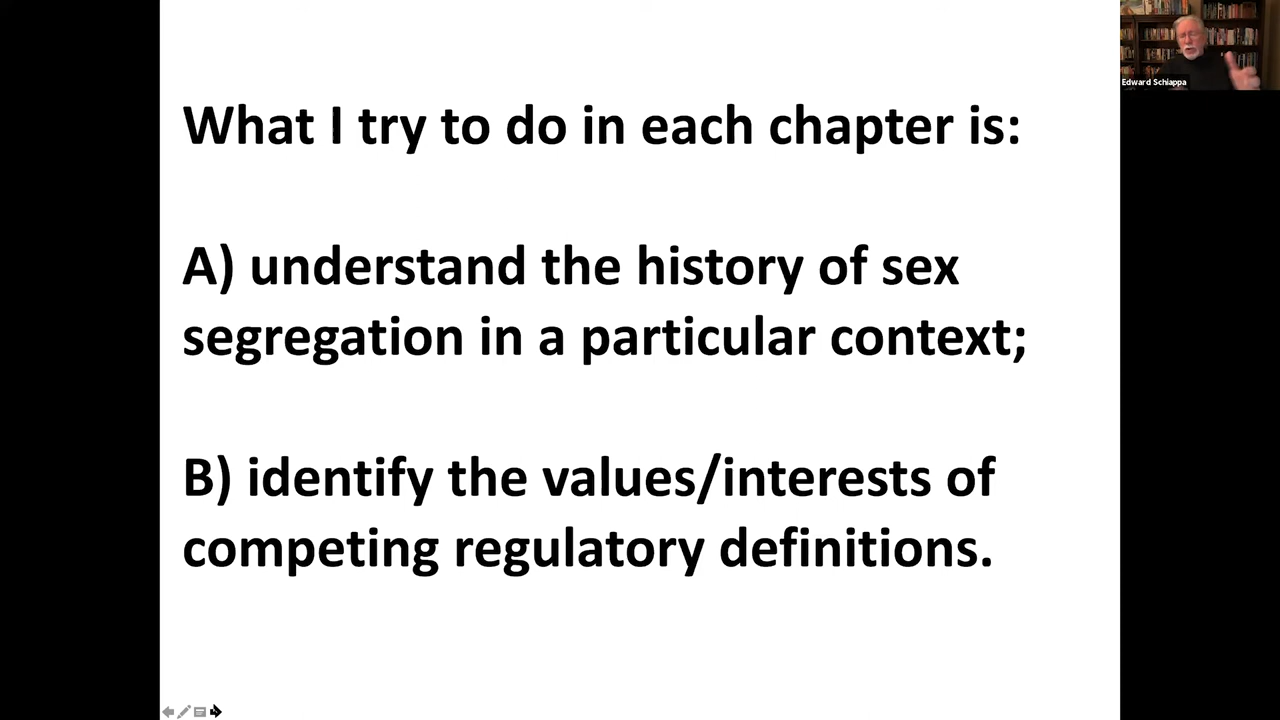 What I try to do in each chapter is:
A) understand the history of sex
segregation in a particular context;
B) identify the values/interests of
competing regulatory definitions.
Edward Schiappa